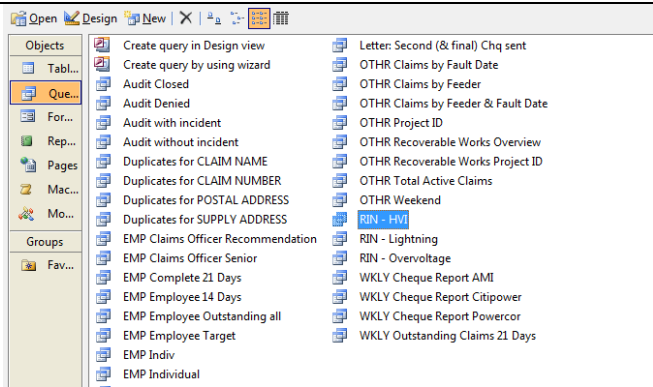 Open Design New
Objects
Tabl...
Que...
For...
Rep...
Pages
Mac...
Mo...
Groups
Fav...
Create query in Design view
Create query by using wizard
Audit Closed
Audit Denied
Audit with incident
Audit without incident
Duplicates for CLAIM NAME
Duplicates for CLAIM NUMBER
Duplicates for POSTAL ADDRESS
Duplicates for SUPPLY ADDRESS
EMP Claims Officer Recommendation
EMP Claims Officer Senior
EMP Complete 21 Days
EMP Employee 14 Days
EMP Employee Outstanding all
EMP Employee Target
EMP Indiv
EMP Individual
Letter: Second (& final) Chq sent
OTHR Claims by Fault Date
OTHR Claims by Feeder
OTHR Claims by Feeder & Fault Date
OTHR Project ID
OTHR Recoverable Works Overview
OTHR Recoverable Works Project ID
OTHR Total Active Claims
OTHR Weekend
RIN - HVI
RIN - Lightning
RIN - Overvoltage
WKLY Cheque Report AMI
WKLY Cheque Report Citipower
WKLY Cheque Report Powercor
WKLY Outstanding Claims 21 Days